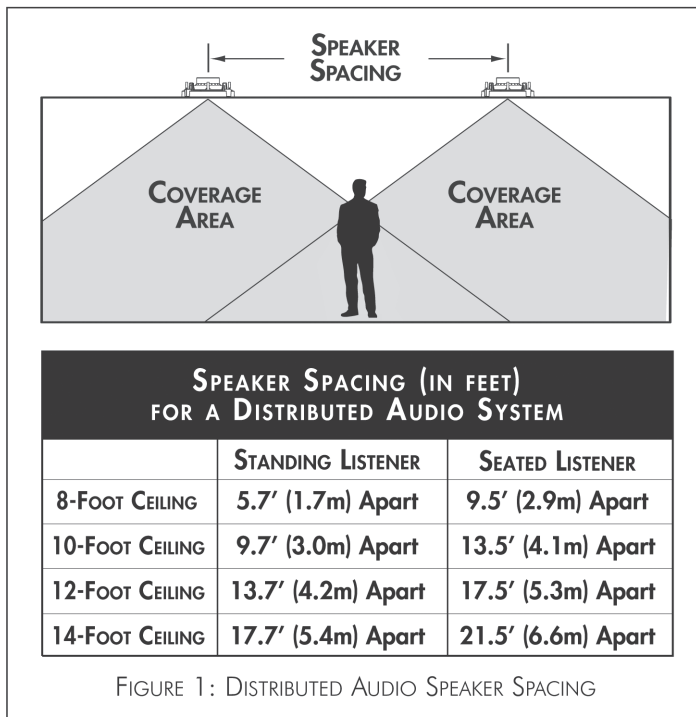 Speaker
Spacing
Coverage
Area
Coverage
Area
Speaker Spacing (in feet)
for a Distributed Audio System
Standing Listener Seated Listener
8-Foot Ceiling 5.7′ (1.7m) Apart 9.5′ (2.9m) Apart
10-Foot Ceiling 9.7′ (3.0m) Apart 13.5′ (4.1m) Apart
12-Foot Ceiling 13.7′ (4.2m) Apart 17.5′ (5.3m) Apart
14-Foot Ceiling 17.7′ (5.4m) Apart 21.5′ (6.6m) Apart
Figure 1: Distributed Audio Speaker Spacing